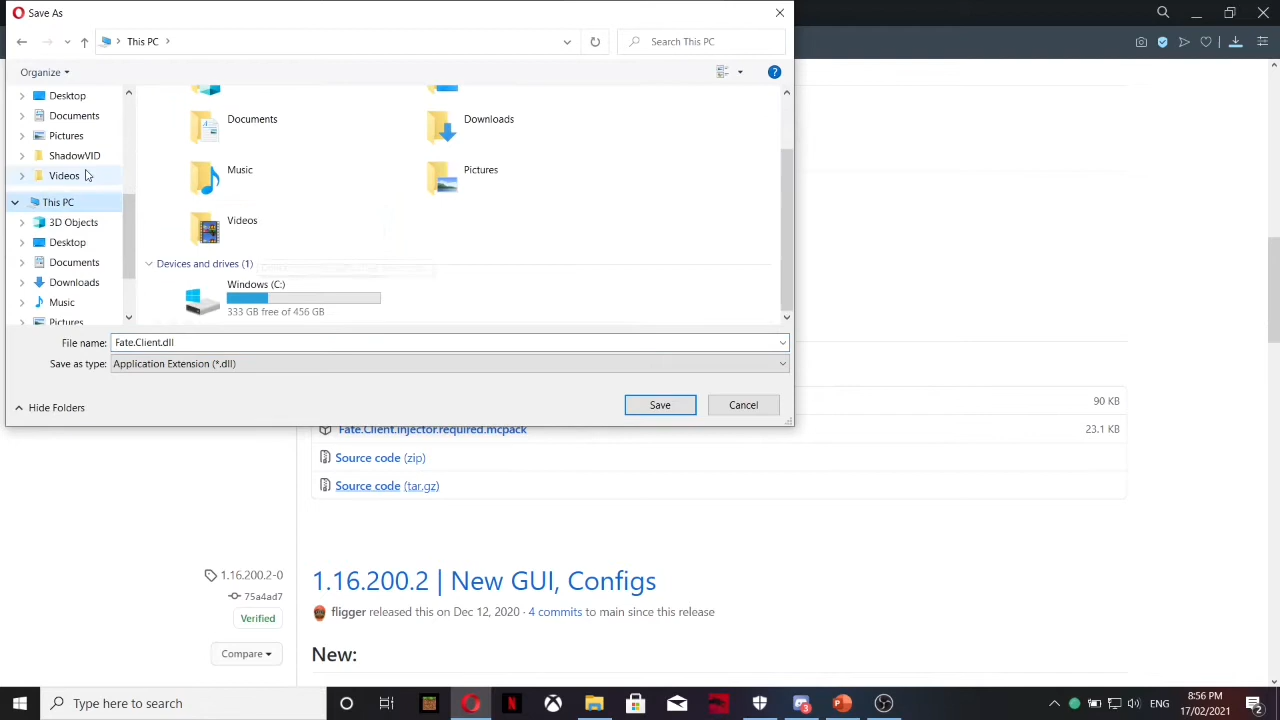 Save As
This PC
Search This PC
Organize
Desktop
Documents
Pictures
ShadowVID
Videos
This PC
3D Objects
Desktop
Documents
Downloads
Music
Pictures
Documents
Downloads
Music
Pictures
Videos
Devices and drives (1)
Windows (C:)
333 GB free of 456 GB
File name:
Fate.Client.dll
Save as type:
Application Extension (*.dll)
Hide Folders
Save
Cancel
90 KB
Fate.Client.injector.required.mcpack
23.1 KB
Source code (zip)
Source code (tar.gz)
1.16.200.2-0
75a4ad7
Verified
Compare
1.16.200.2 | New GUI, Configs
fligger released this on Dec 12, 2020 · 4 commits to main since this release
New:
Type here to search
3
ENG
8:56 PM
17/02/2021
2